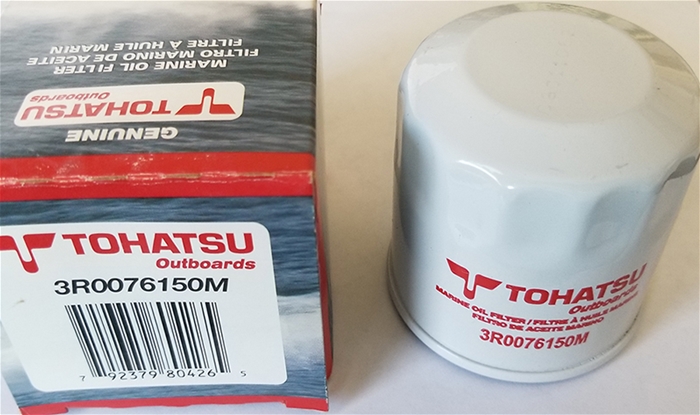 GENUINE
TOHATSU
Outboards
MARINE OIL FILTER
FILTRO MARINO DE ACEITE
FILTRE À HUILE MARIN
TOHATSU
Outboards
3R0076150M
7 92379 80426 5
TOHATSU
Outboards
MARINE OIL FILTER / FILTRE À HUILE MARINE
FILTRO DE ACEITE MARINO
3R0076150M